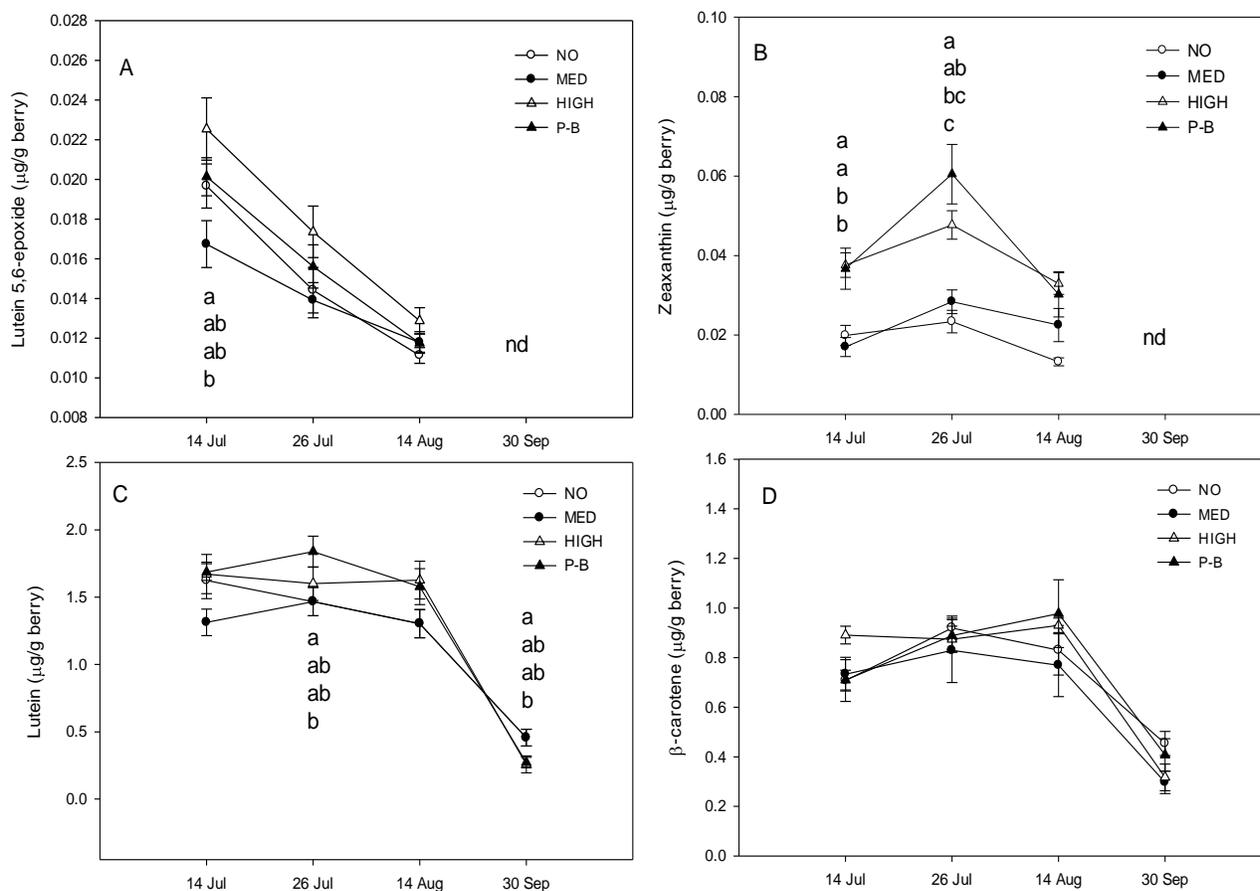 A
NO
MED
HIGH
P-B
0.028
0.026
0.024
0.022
0.020
0.018
0.016
0.014
0.012
0.010
0.008
Lutein 5,6-epoxide (µg/g berry)
a
ab
ab
b
nd
14 Jul 26 Jul 14 Aug 30 Sep
B
NO
MED
HIGH
P-B
0.10
0.08
0.06
0.04
0.02
0.00
Zeaxanthin (µg/g berry)
a
a
b
b
a
ab
bc
c
nd
14 Jul 26 Jul 14 Aug 30 Sep
C
NO
MED
HIGH
P-B
2.5
2.0
1.5
1.0
0.5
0.0
Lutein (µg/g berry)
a
ab
ab
b
a
ab
ab
b
14 Jul 26 Jul 14 Aug 30 Sep
D
NO
MED
HIGH
P-B
1.6
1.4
1.2
1.0
0.8
0.6
0.4
0.2
0.0
β-carotene (µg/g berry)
14 Jul 26 Jul 14 Aug 30 Sep